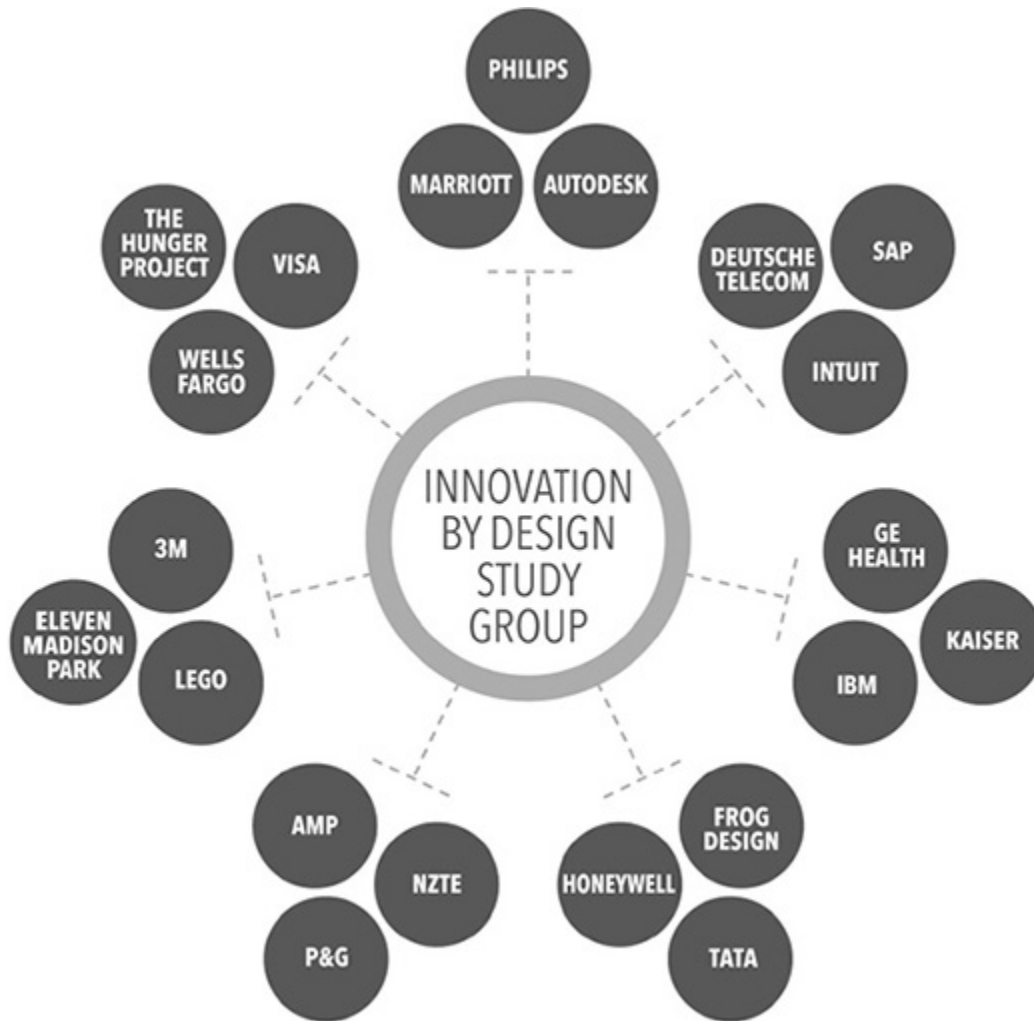 PHILIPS
MARRIOTT
AUTODESK
THE
HUNGER
PROJECT
VISA
WELLS
FARGO
DEUTSCHE
TELECOM
SAP
INTUIT
INNOVATION
BY DESIGN
STUDY
GROUP
3M
ELEVEN
MADISON
PARK
LEGO
GE
HEALTH
KAISER
IBM
AMP
NZTE
P&G
FROG
DESIGN
HONEYWELL
TATA